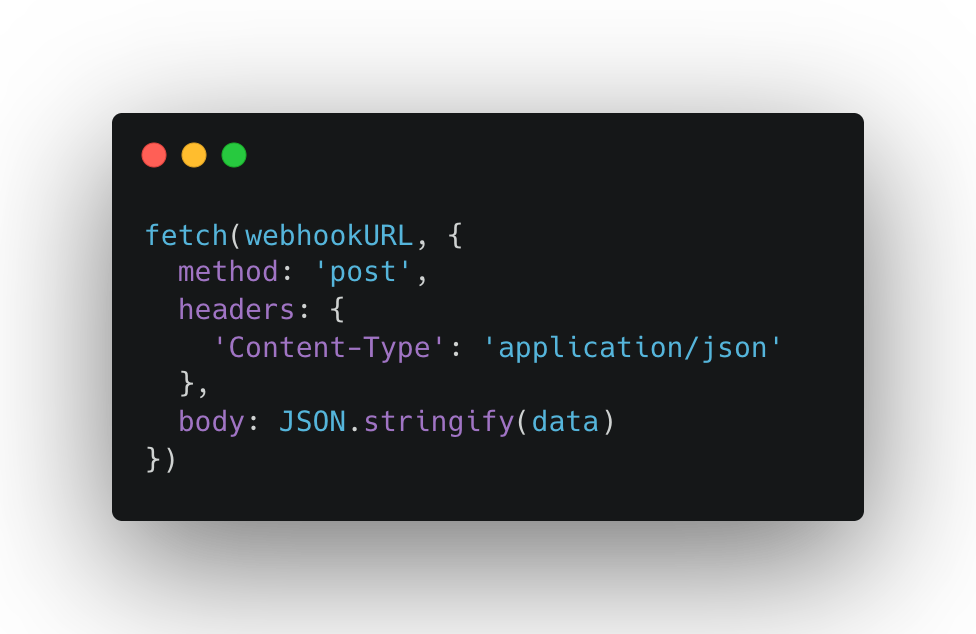 fetch(webhookURL, {
  method: 'post',
  headers: {
    'Content-Type': 'application/json'
  },
  body: JSON.stringify(data)
})